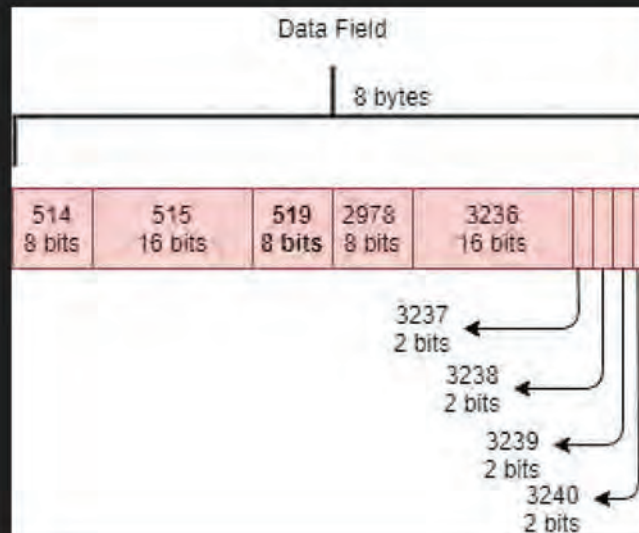 Data Field
8 bytes
514 515 519 2978 3236
8 bits 16 bits 8 bits 8 bits 16 bits
3237
2 bits
3238
2 bits
3239
2 bits
3240
2 bits